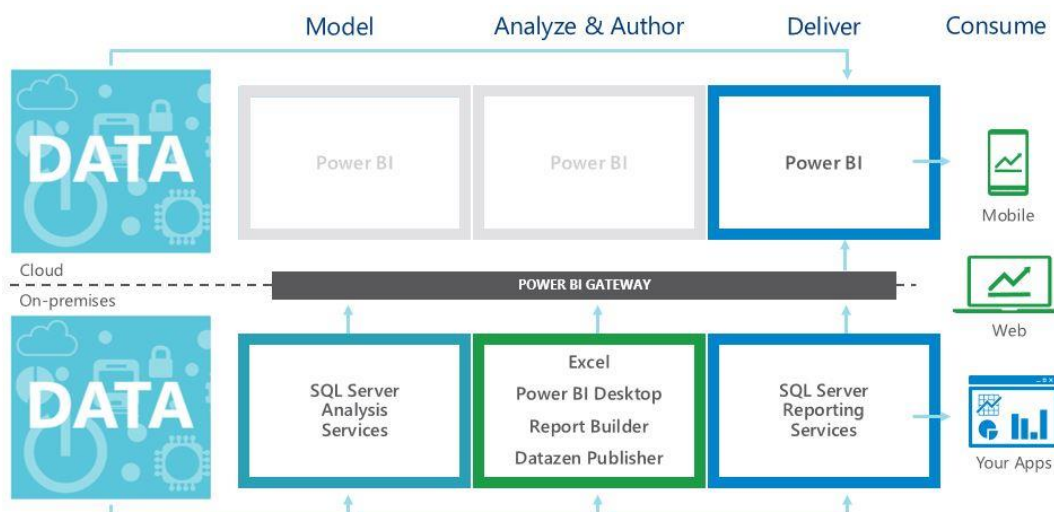 Model
Analyze & Author
Deliver
Consume
DATA
Power BI
Power BI
Power BI
Mobile
Cloud
On-premises
POWER BI GATEWAY
Web
DATA
SQL Server
Analysis
Services
Excel
Power BI Desktop
Report Builder
Datazen Publisher
SQL Server
Reporting
Services
Your Apps